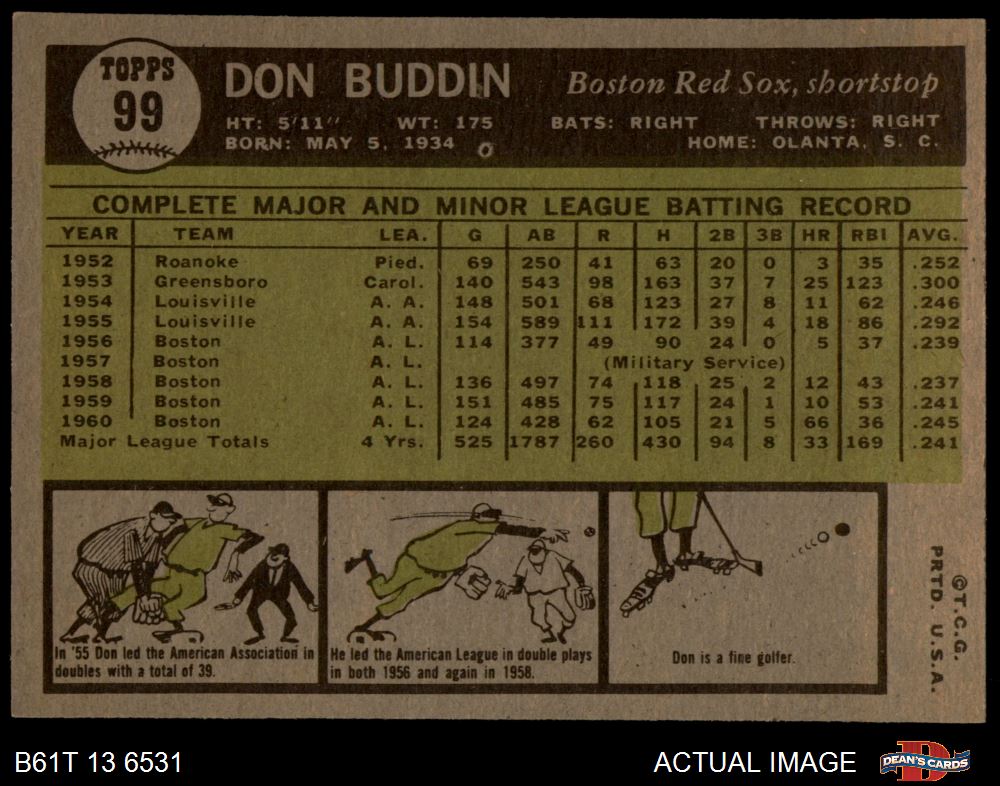 TOPPS
99
DON BUDDIN Boston Red Sox, shortstop
HT: 5'11" WT: 175 BATS: RIGHT THROWS: RIGHT
BORN: MAY 5, 1934 HOME: OLANTA, S. C.
COMPLETE MAJOR AND MINOR LEAGUE BATTING RECORD
YEAR TEAM LEA. G AB R H 2B 3B HR RBI AVG.
1952 Roanoke Pied. 69 250 41 63 20 0 3 35 .252
1953 Greensboro Carol. 140 543 98 163 37 7 25 123 .300
1954 Louisville A. A. 148 501 68 123 27 8 11 62 .246
1955 Louisville A. A. 154 589 111 172 39 4 18 86 .292
1956 Boston A. L. 114 377 49 90 24 0 5 37 .239
1957 Boston A. L. (Military Service)
1958 Boston A. L. 136 497 74 118 25 2 12 43 .237
1959 Boston A. L. 151 485 75 117 24 1 10 53 .241
1960 Boston A. L. 124 428 62 105 21 5 66 36 .245
Major League Totals 4 Yrs. 525 1787 260 430 94 8 33 169 .241
In '55 Don led the American Association in
doubles with a total of 39.
He led the American League in double plays
in both 1956 and again in 1958.
Don is a fine golfer.
©T.C.G.
PRTD. U.S.A.
B61T 13 6531 ACTUAL IMAGE
DEAN'S CARDS